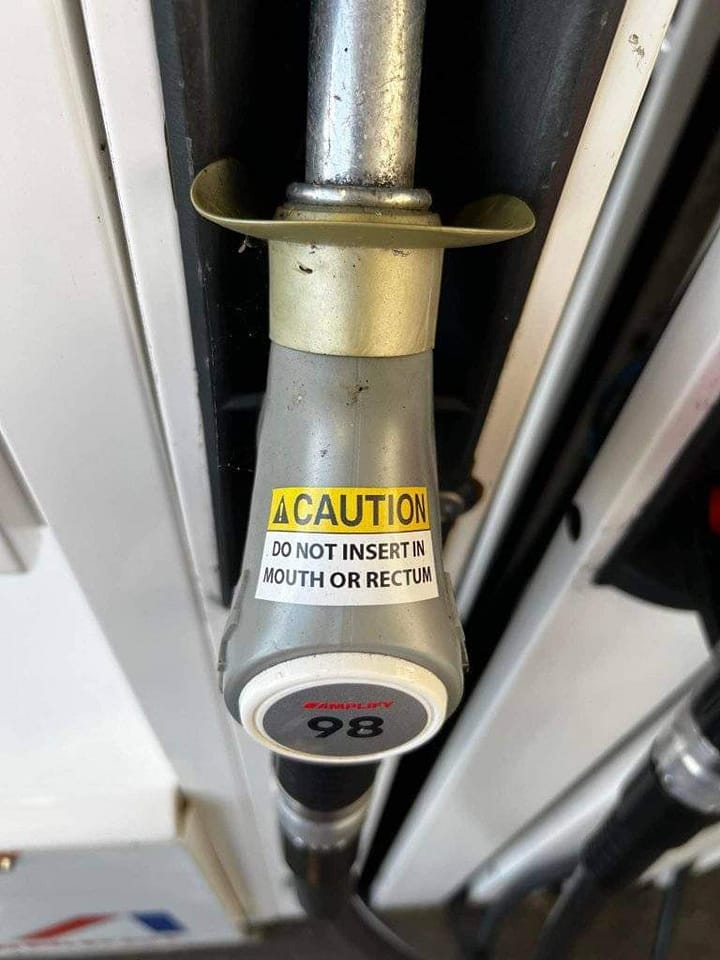 CAUTION
DO NOT INSERT IN
MOUTH OR RECTUM
AMPLIFY
98